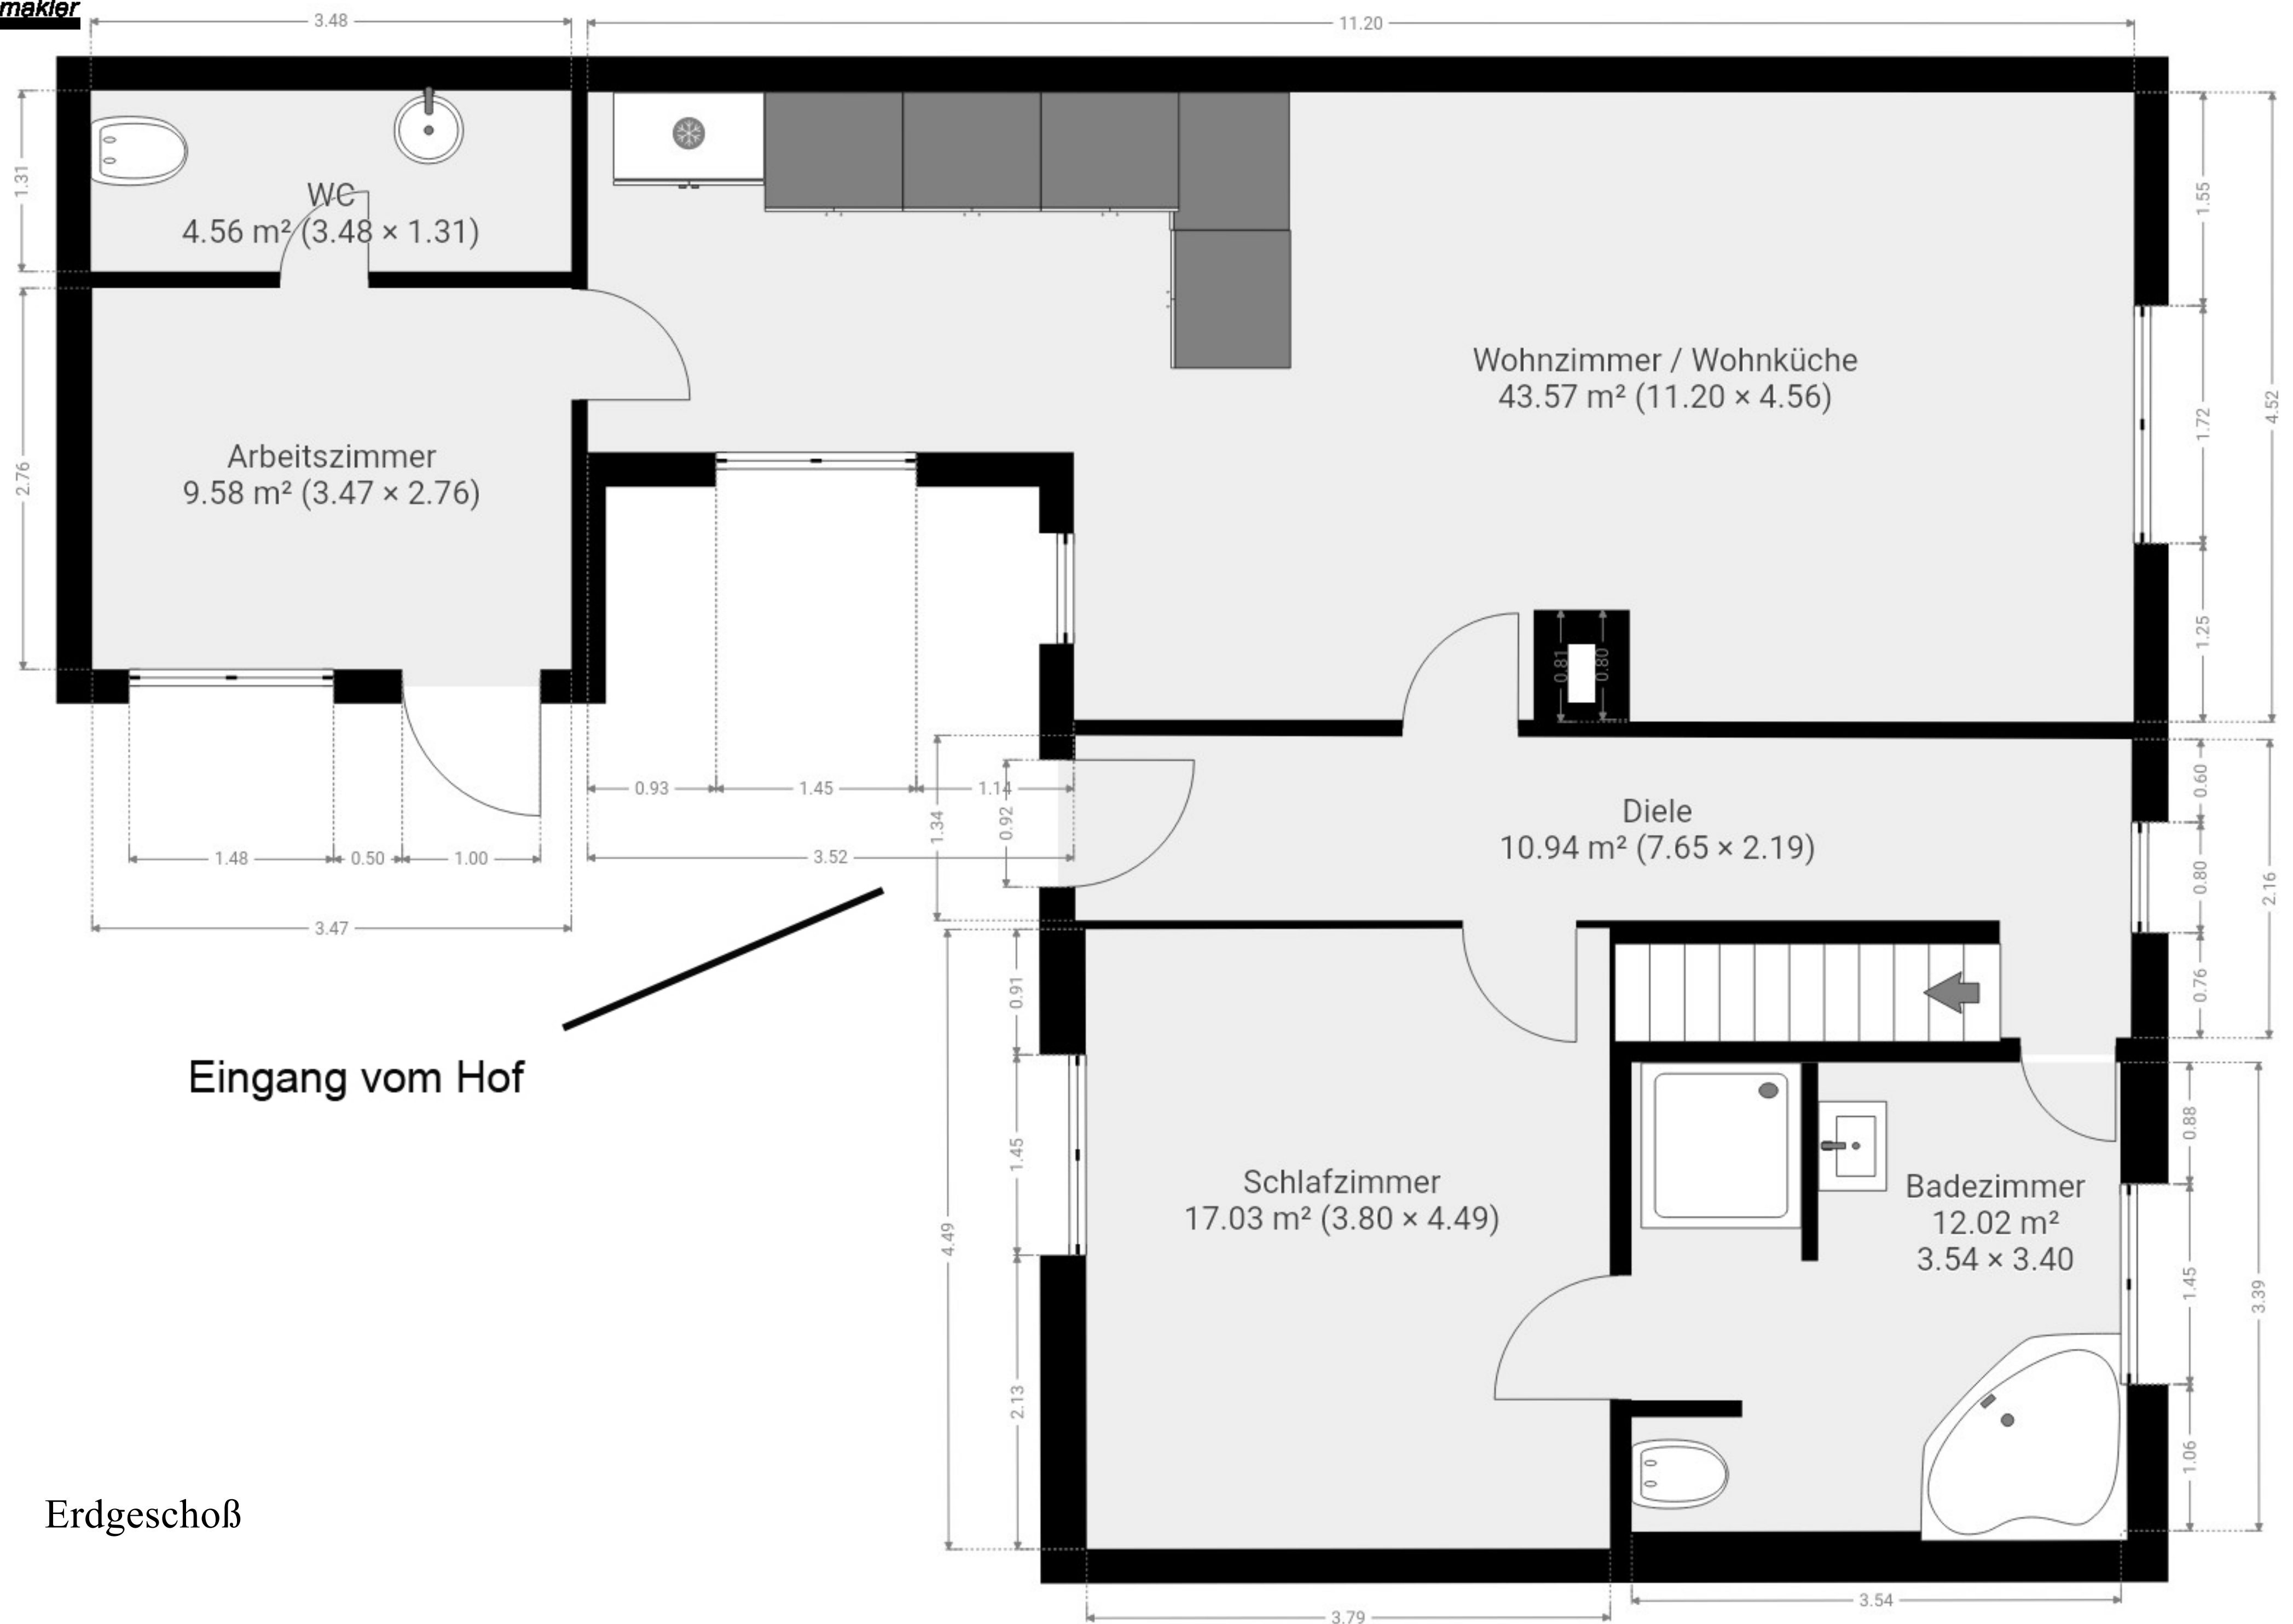 makler
3.48
11.20
1.31
WC
4.56 m² (3.48 × 1.31)
1.55
4.52
Wohnzimmer / Wohnküche
43.57 m² (11.20 × 4.56)
1.72
2.76
Arbeitszimmer
9.58 m² (3.47 × 2.76)
1.25
0.81
0.80
0.93
1.45
1.14
0.60
1.34
0.92
Diele
10.94 m² (7.65 × 2.19)
1.48
0.50
1.00
3.52
0.80
2.16
3.47
0.91
0.76
Eingang vom Hof
0.88
1.45
Schlafzimmer
17.03 m² (3.80 × 4.49)
Badezimmer
12.02 m²
3.54 × 3.40
4.49
1.45
3.39
2.13
1.06
Erdgeschoß
3.79
3.54